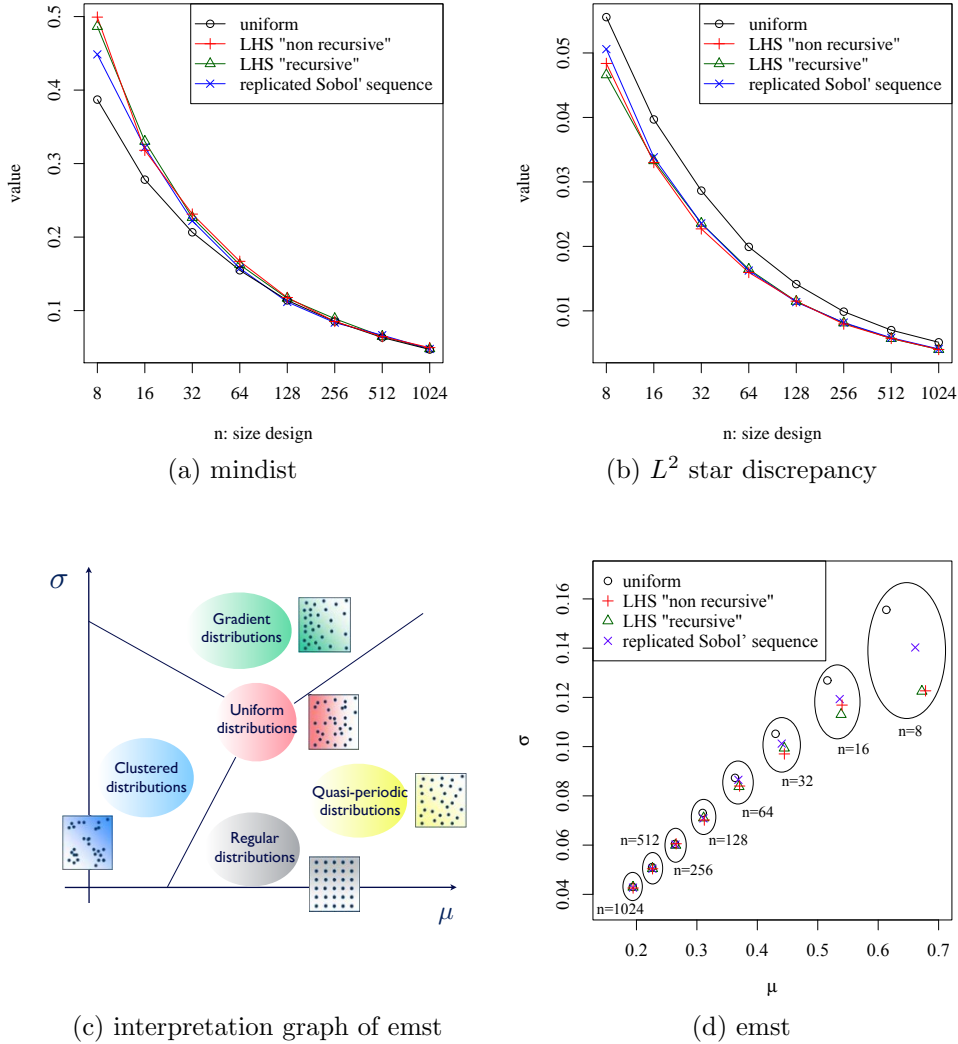 0.5
0.4
0.3
0.2
0.1
value
uniform
LHS "non recursive"
LHS "recursive"
replicated Sobol' sequence
8 16 32 64 128 256 512 1024
n: size design
(a) mindist
0.05
0.04
0.03
0.02
0.01
value
uniform
LHS "non recursive"
LHS "recursive"
replicated Sobol' sequence
8 16 32 64 128 256 512 1024
n: size design
(b) L² star discrepancy
σ
Gradient
distributions
Uniform
distributions
Clustered
distributions
Quasi-periodic
distributions
Regular
distributions
μ
(c) interpretation graph of emst
0.16
0.14
0.12
0.10
0.08
0.06
0.04
σ
uniform
LHS "non recursive"
LHS "recursive"
replicated Sobol' sequence
n=8
n=16
n=32
n=64
n=128
n=512
n=256
n=1024
0.2 0.3 0.4 0.5 0.6 0.7
μ
(d) emst